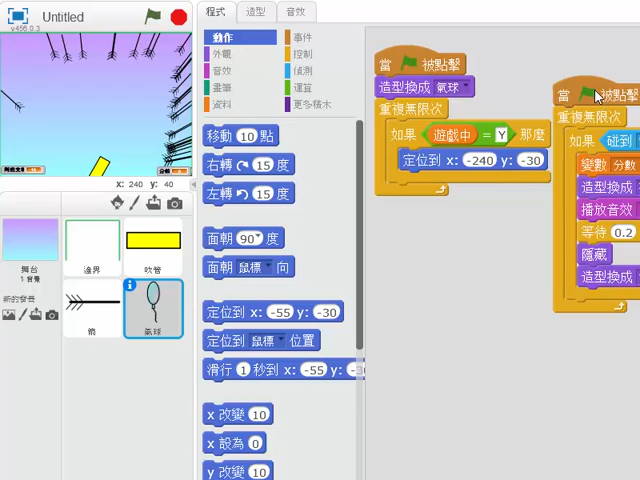 Untitled
v456.0.3
程式
造型
音效
動作
事件
外觀
控制
音效
偵測
畫筆
運算
資料
更多積木
移動 10 點
右轉 15 度
左轉 15 度
面朝 90 度
面朝 鼠標 向
定位到 x: -55 y: -30
定位到 鼠標 位置
滑行 1 秒到 x: -55 y:
x 改變 10
x 設為 0
y 改變 10
x: 240 y: 40
舞台
1 背景
新的背景
邊界
吹管
箭
氣球
當 被點擊
造型換成 氣球
重複無限次
如果 遊戲中 = Y 那麼
定位到 x: -240 y: -30
當 被點擊
重複無限次
如果 碰到
變數 分數
造型換成
播放音效
等待 0.2
隱藏
造型換成